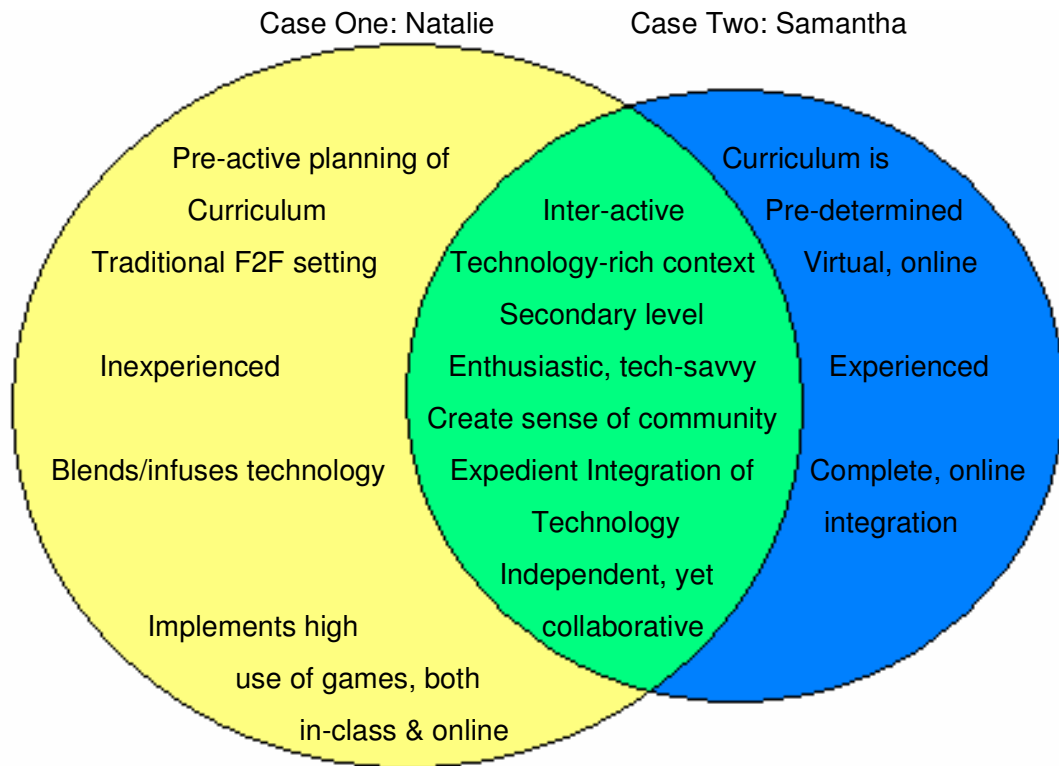 Case One: Natalie
Case Two: Samantha
Pre-active planning of
Curriculum
Traditional F2F setting
Inexperienced
Blends/infuses technology
Implements high
use of games, both
in-class & online
Inter-active
Technology-rich context
Secondary level
Enthusiastic, tech-savvy
Create sense of community
Expedient Integration of
Technology
Independent, yet
collaborative
Curriculum is
Pre-determined
Virtual, online
Experienced
Complete, online
integration